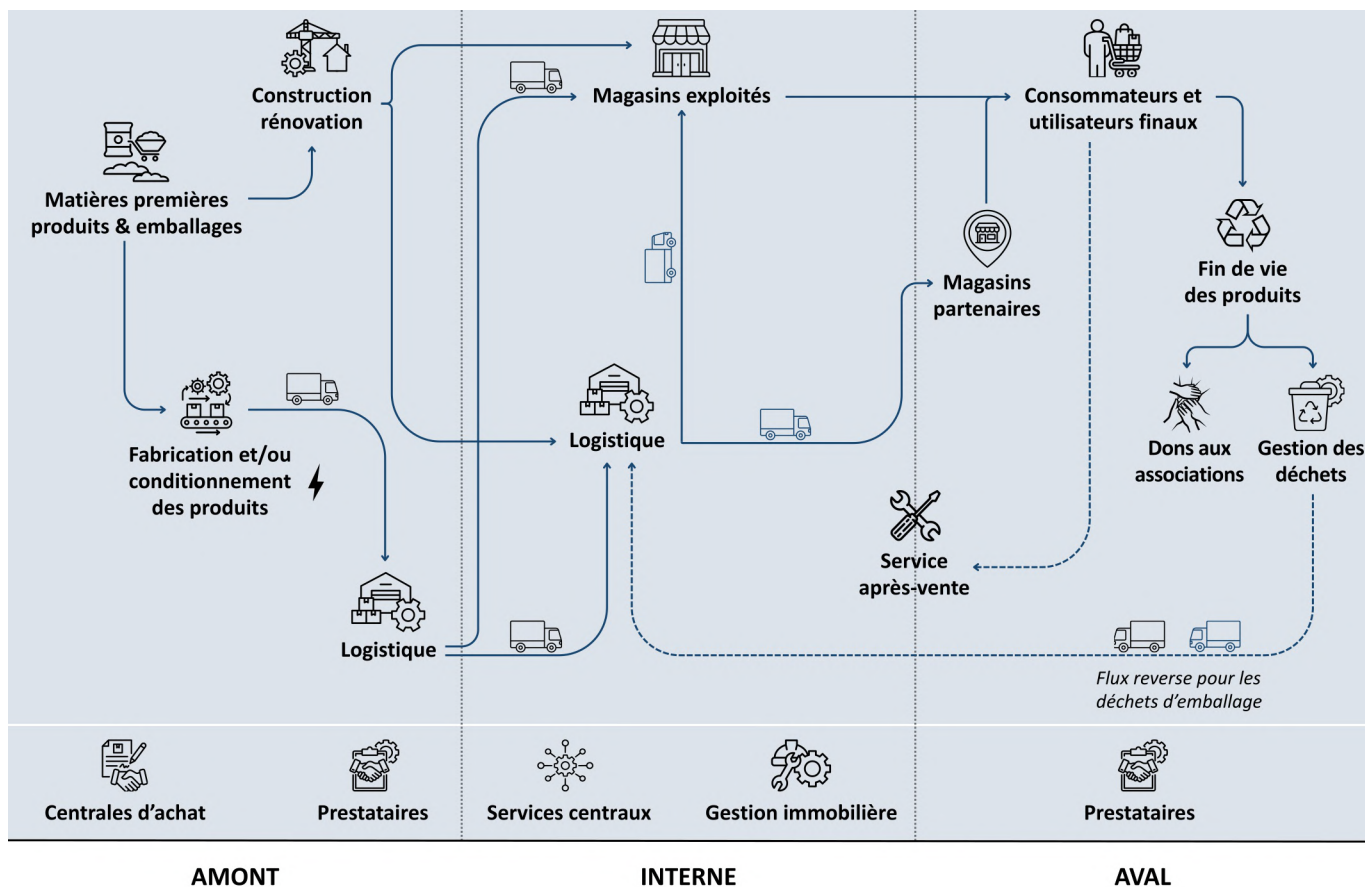 Construction
rénovation
Magasins exploités
Consommateurs et
utilisateurs finaux
Matières premières
produits & emballages
Magasins
partenaires
Fin de vie
des produits
Fabrication et/ou
conditionnement
des produits
Logistique
Dons aux
associations
Gestion des
déchets
Service
après-vente
Logistique
Flux reverse pour les
déchets d’emballage
Centrales d’achat
Prestataires
Services centraux
Gestion immobilière
Prestataires
AMONT
INTERNE
AVAL